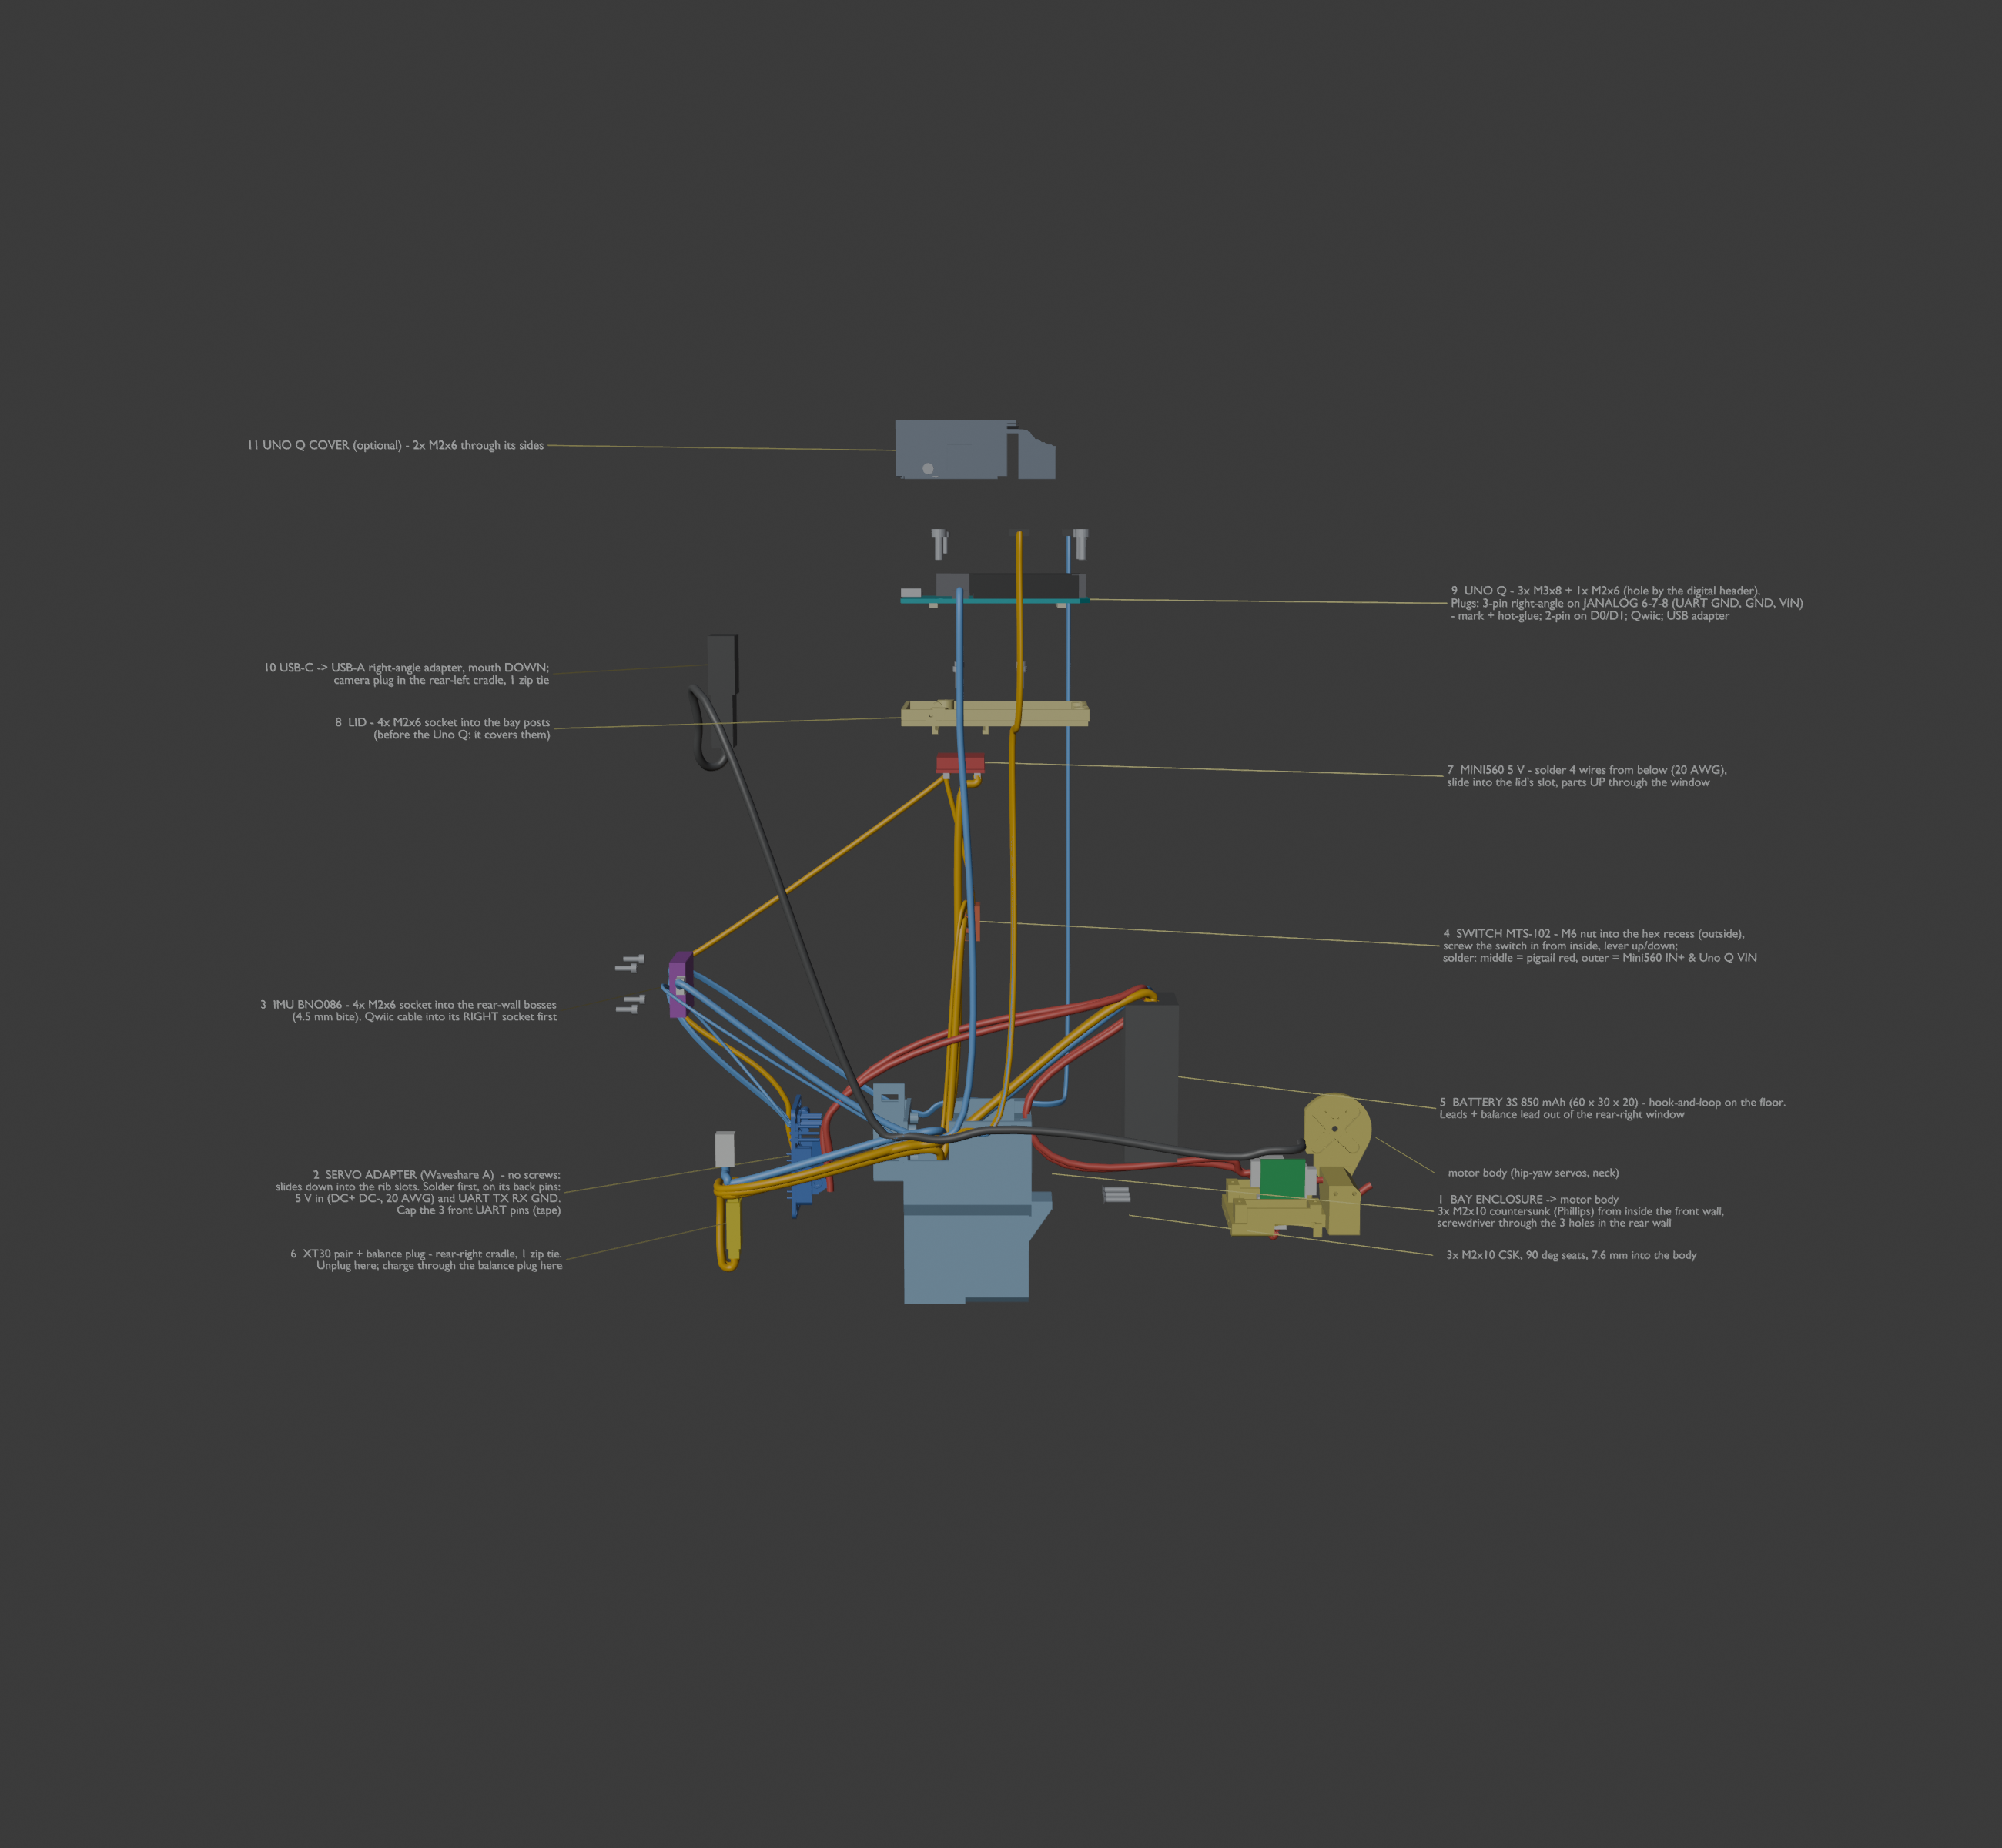 11 UNO Q COVER (optional) - 2x M2x6 through its sides
9  UNO Q - 3x M3x8 + 1x M2x6 (hole by the digital header).
Plugs: 3-pin right-angle on JANALOG 6-7-8 (UART GND, GND, VIN)
- mark + hot-glue; 2-pin on D0/D1; Qwiic; USB adapter
10 USB-C -> USB-A right-angle adapter, mouth DOWN;
camera plug in the rear-left cradle, 1 zip tie
8  LID - 4x M2x6 socket into the bay posts
(before the Uno Q: it covers them)
7  MINI560 5 V - solder 4 wires from below (20 AWG),
slide into the lid's slot, parts UP through the window
4  SWITCH MTS-102 - M6 nut into the hex recess (outside),
screw the switch in from inside, lever up/down;
solder: middle = pigtail red, outer = Mini560 IN+ & Uno Q VIN
3  IMU BNO086 - 4x M2x6 socket into the rear-wall bosses
(4.5 mm bite). Qwiic cable into its RIGHT socket first
5  BATTERY 3S 850 mAh (60 x 30 x 20) - hook-and-loop on the floor.
Leads + balance lead out of the rear-right window
motor body (hip-yaw servos, neck)
2  SERVO ADAPTER (Waveshare A)  - no screws:
slides down into the rib slots. Solder first, on its back pins:
5 V in (DC+ DC-, 20 AWG) and UART TX RX GND.
Cap the 3 front UART pins (tape)
1  BAY ENCLOSURE -> motor body
3x M2x10 countersunk (Phillips) from inside the front wall,
screwdriver through the 3 holes in the rear wall
6  XT30 pair + balance plug - rear-right cradle, 1 zip tie.
Unplug here; charge through the balance plug here
3x M2x10 CSK, 90 deg seats, 7.6 mm into the body